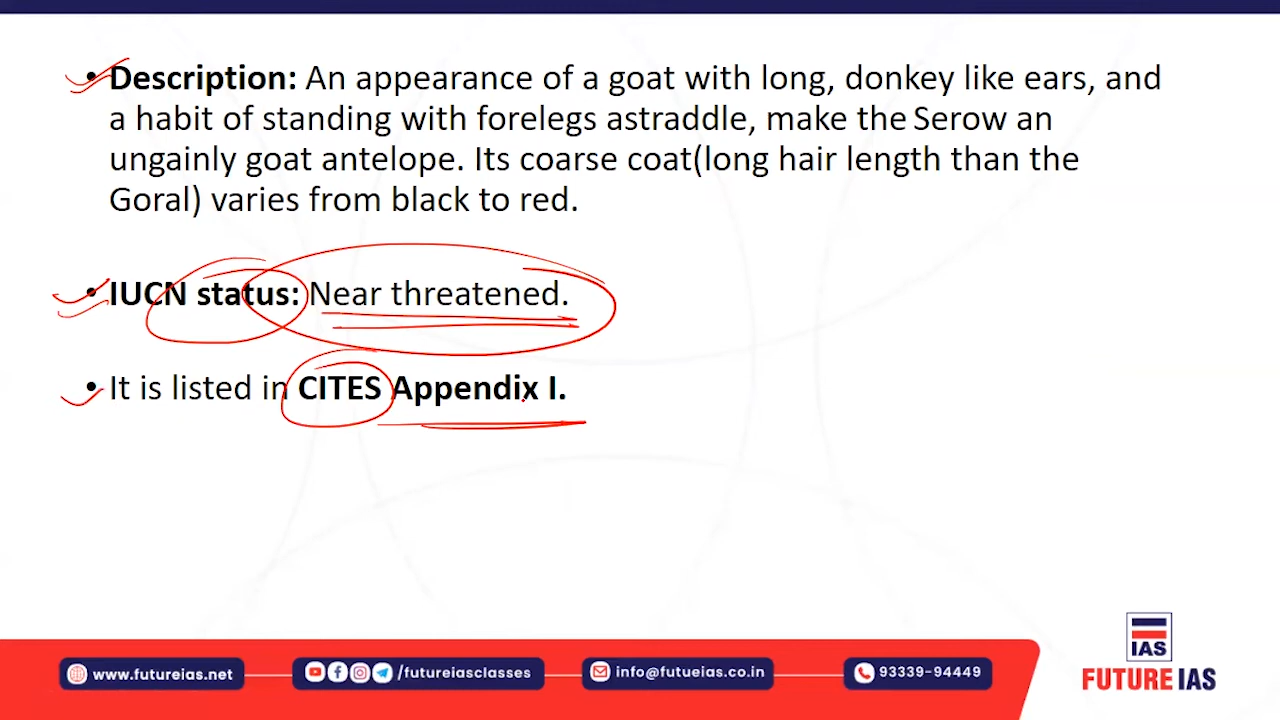 • Description: An appearance of a goat with long, donkey like ears, and
a habit of standing with forelegs astraddle, make the Serow an
ungainly goat antelope. Its coarse coat(long hair length than the
Goral) varies from black to red.
• IUCN status: Near threatened.
• It is listed in CITES Appendix I.
IAS
FUTURE IAS
www.futureias.net
/futureiasclasses
info@futueias.co.in
93339-94449